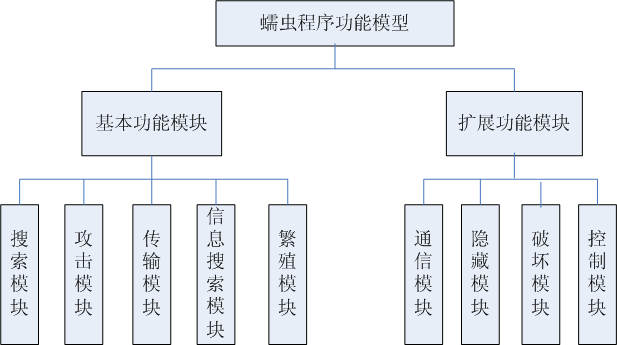 蠕虫程序功能模型
基本功能模块
扩展功能模块
搜索模块
攻击模块
传输模块
信息搜索模块
繁殖模块
通信模块
隐藏模块
破坏模块
控制模块